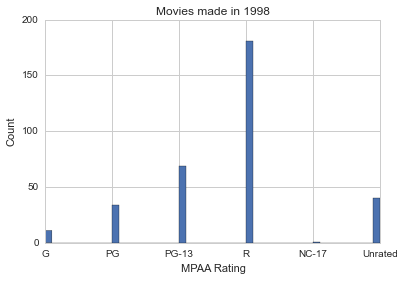 Movies made in 1998
200
150
100
50
0
Count
G PG PG-13 R NC-17 Unrated
MPAA Rating